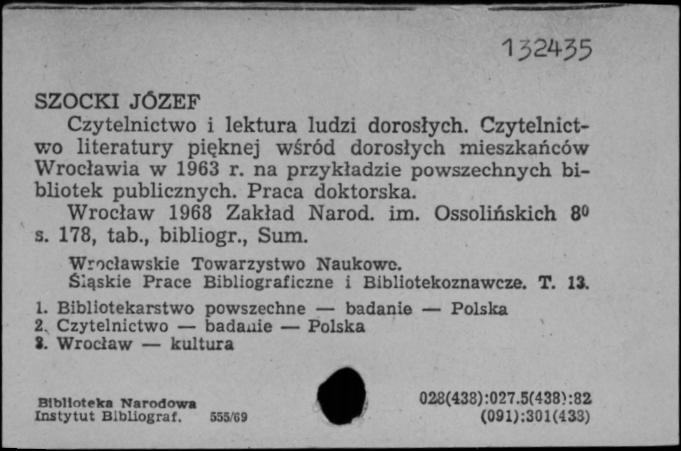 132435
SZOCKI JÓZEF
Czytelnictwo i lektura ludzi dorosłych. Czytelnict-
wo literatury pięknej wśród dorosłych mieszkańców
Wrocławia w 1963 r. na przykładzie powszechnych bi-
bliotek publicznych. Praca doktorska.
Wrocław 1968 Zakład Narod. im. Ossolińskich 8⁰
s. 178, tab., bibliogr., Sum.
Wrocławskie Towarzystwo Naukowe.
Śląskie Prace Bibliograficzne i Bibliotekoznawcze. T. 13.
1. Bibliotekarstwo powszechne — badanie — Polska
2. Czytelnictwo — badanie — Polska
3. Wrocław — kultura
Biblioteka Narodowa 028(438):027.5(438):82
Instytut Bibliograf. 555/69 (091):301(438)